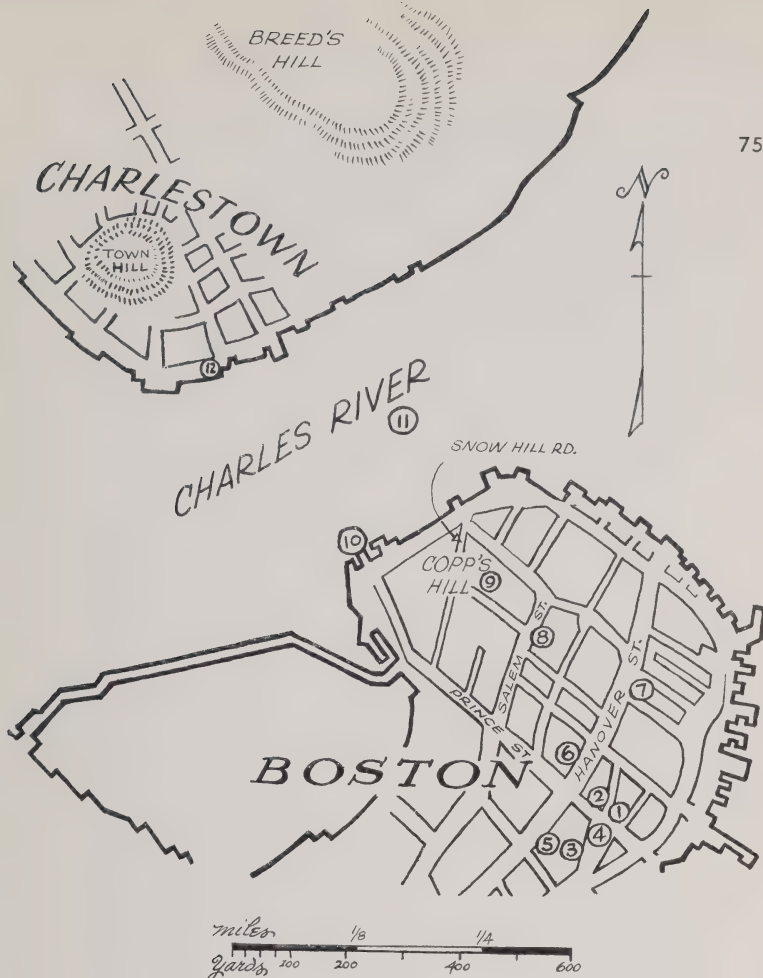 BREED'S
HILL
75
N
CHARLESTOWN
TOWN
HILL
12
CHARLES RIVER
11
SNOW HILL RD.
10
COPP'S
HILL
9
8
SALEM ST.
HANOVER ST.
7
PRINCE ST
6
BOSTON
2
1
4
5
3
miles 1/8 1/4
Yards 100 200 400 600